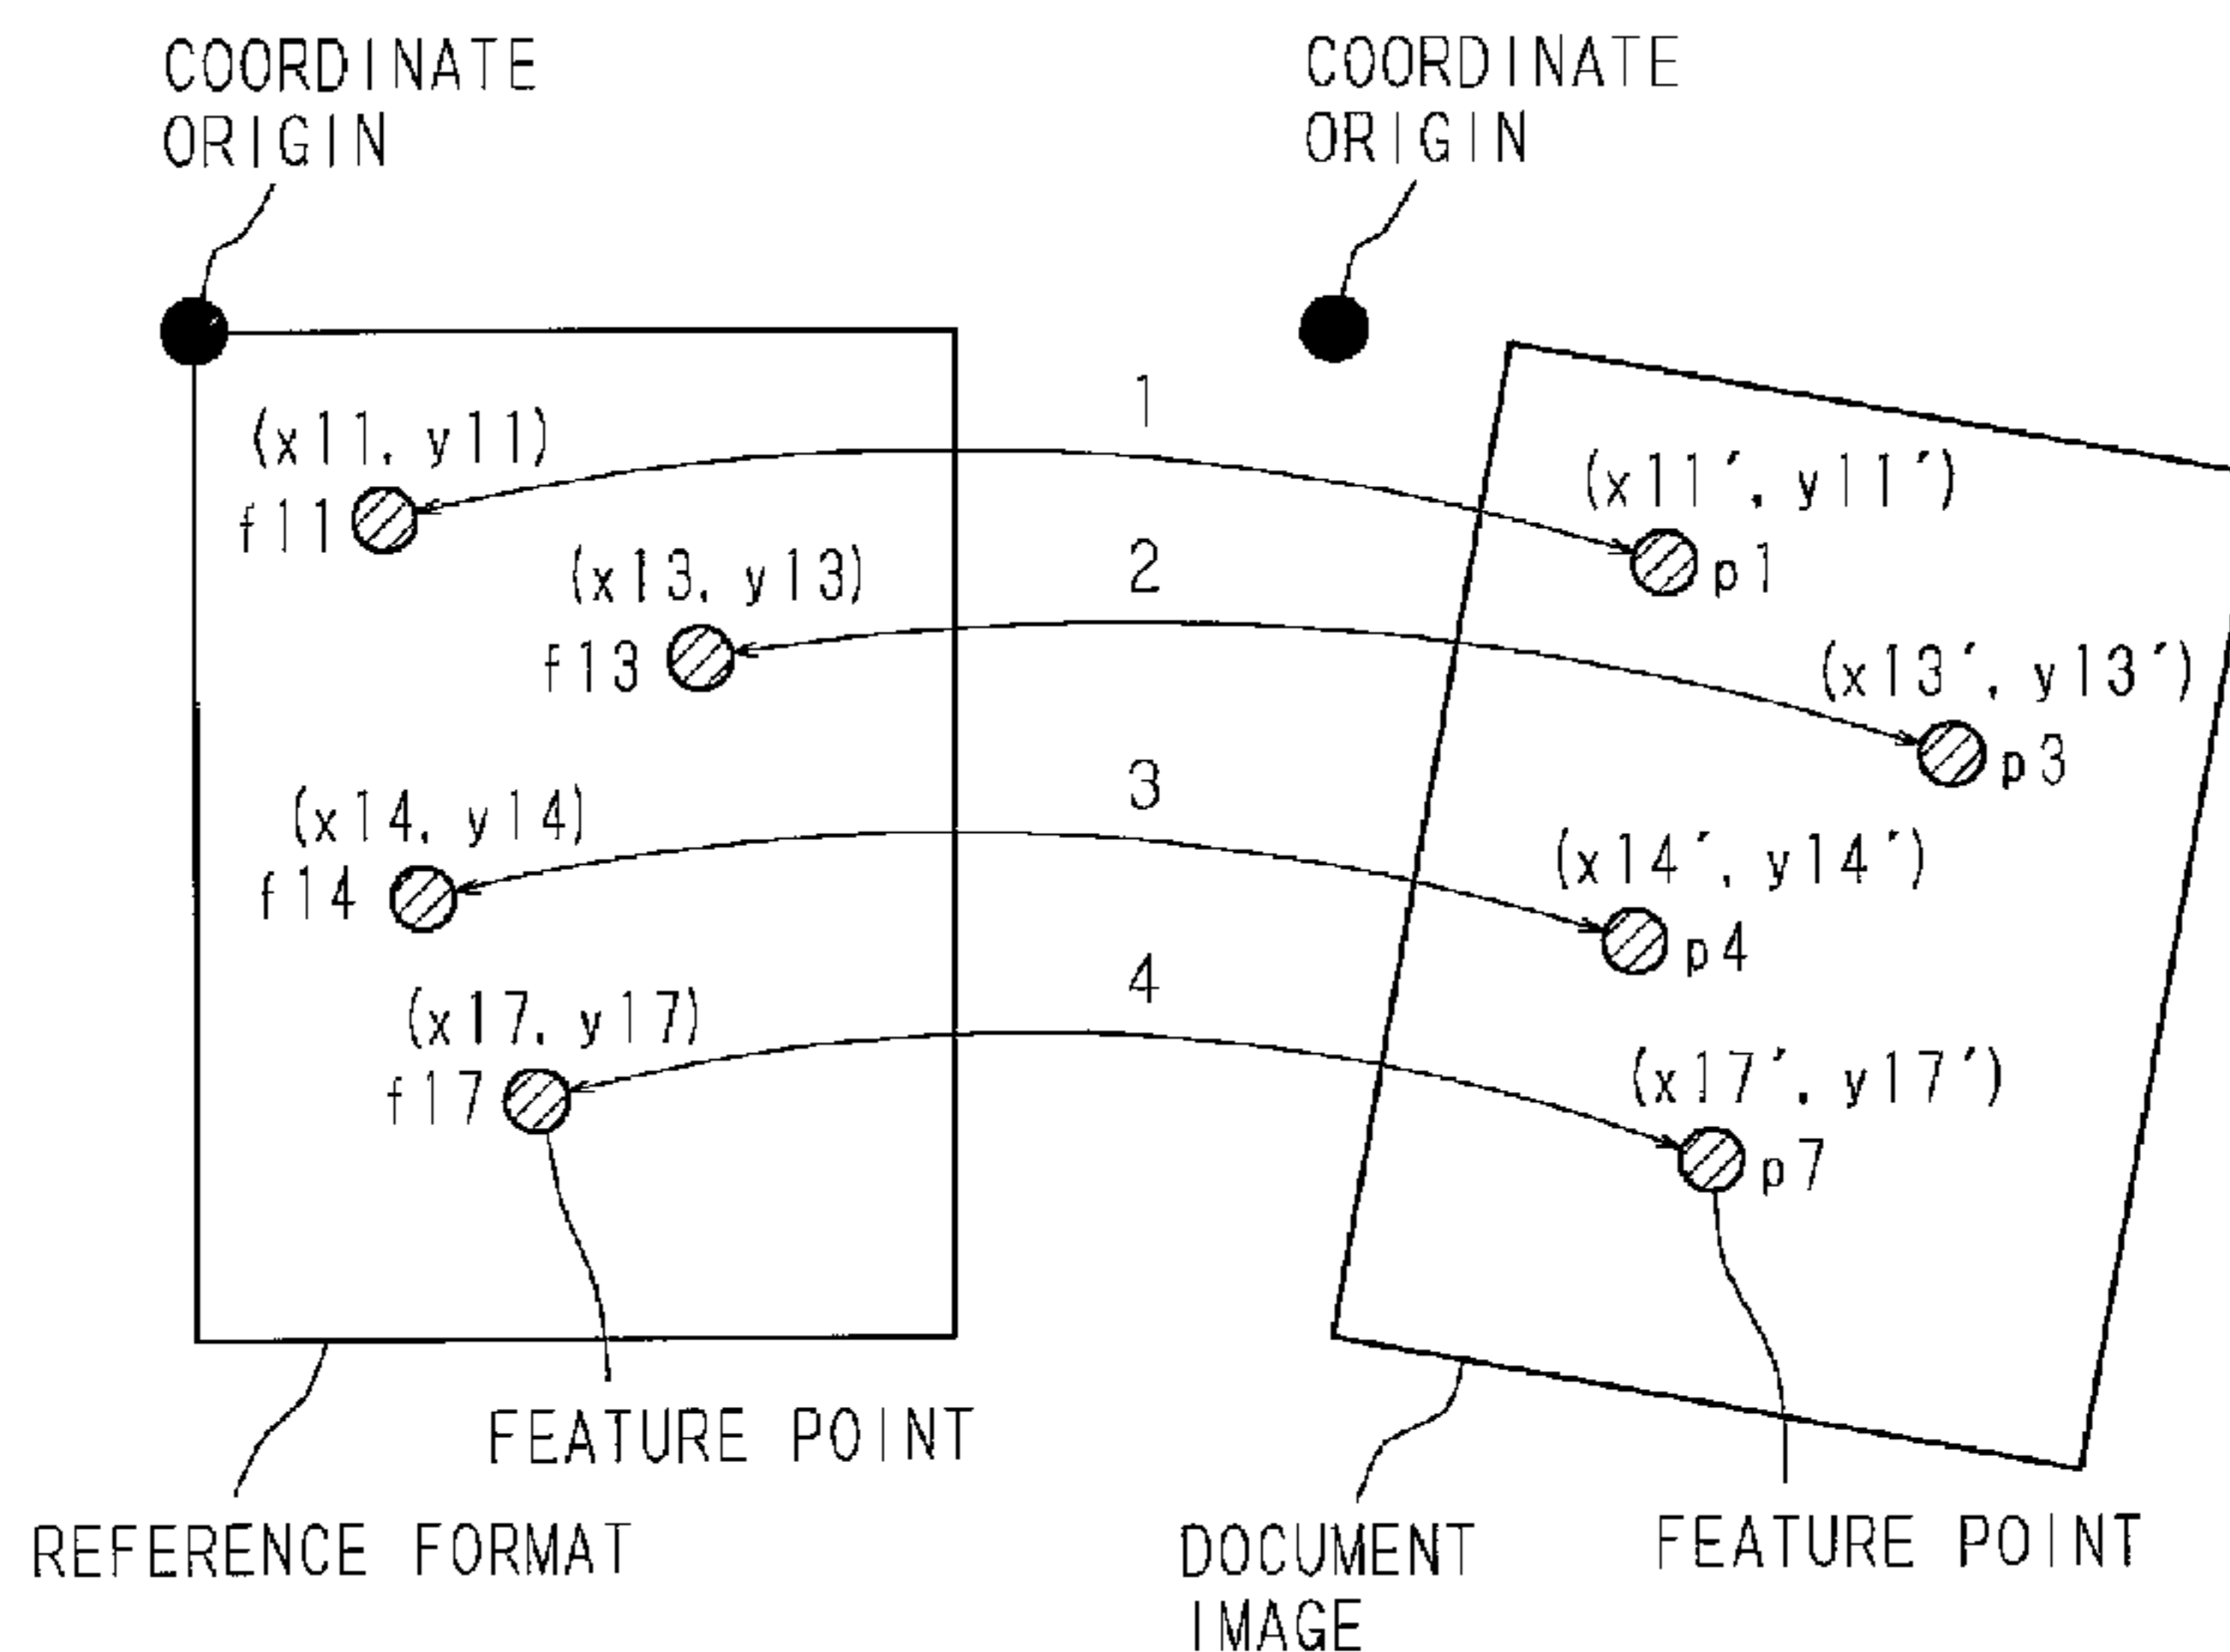 COORDINATE
ORIGIN
COORDINATE
ORIGIN
1
(x11, y11)
f11
(x11′, y11′)
p1
2
(x13, y13)
f13
(x13′, y13′)
p3
3
(x14, y14)
f14
(x14′, y14′)
p4
4
(x17, y17)
f17
(x17′, y17′)
p7
FEATURE POINT
REFERENCE FORMAT
DOCUMENT
IMAGE
FEATURE POINT